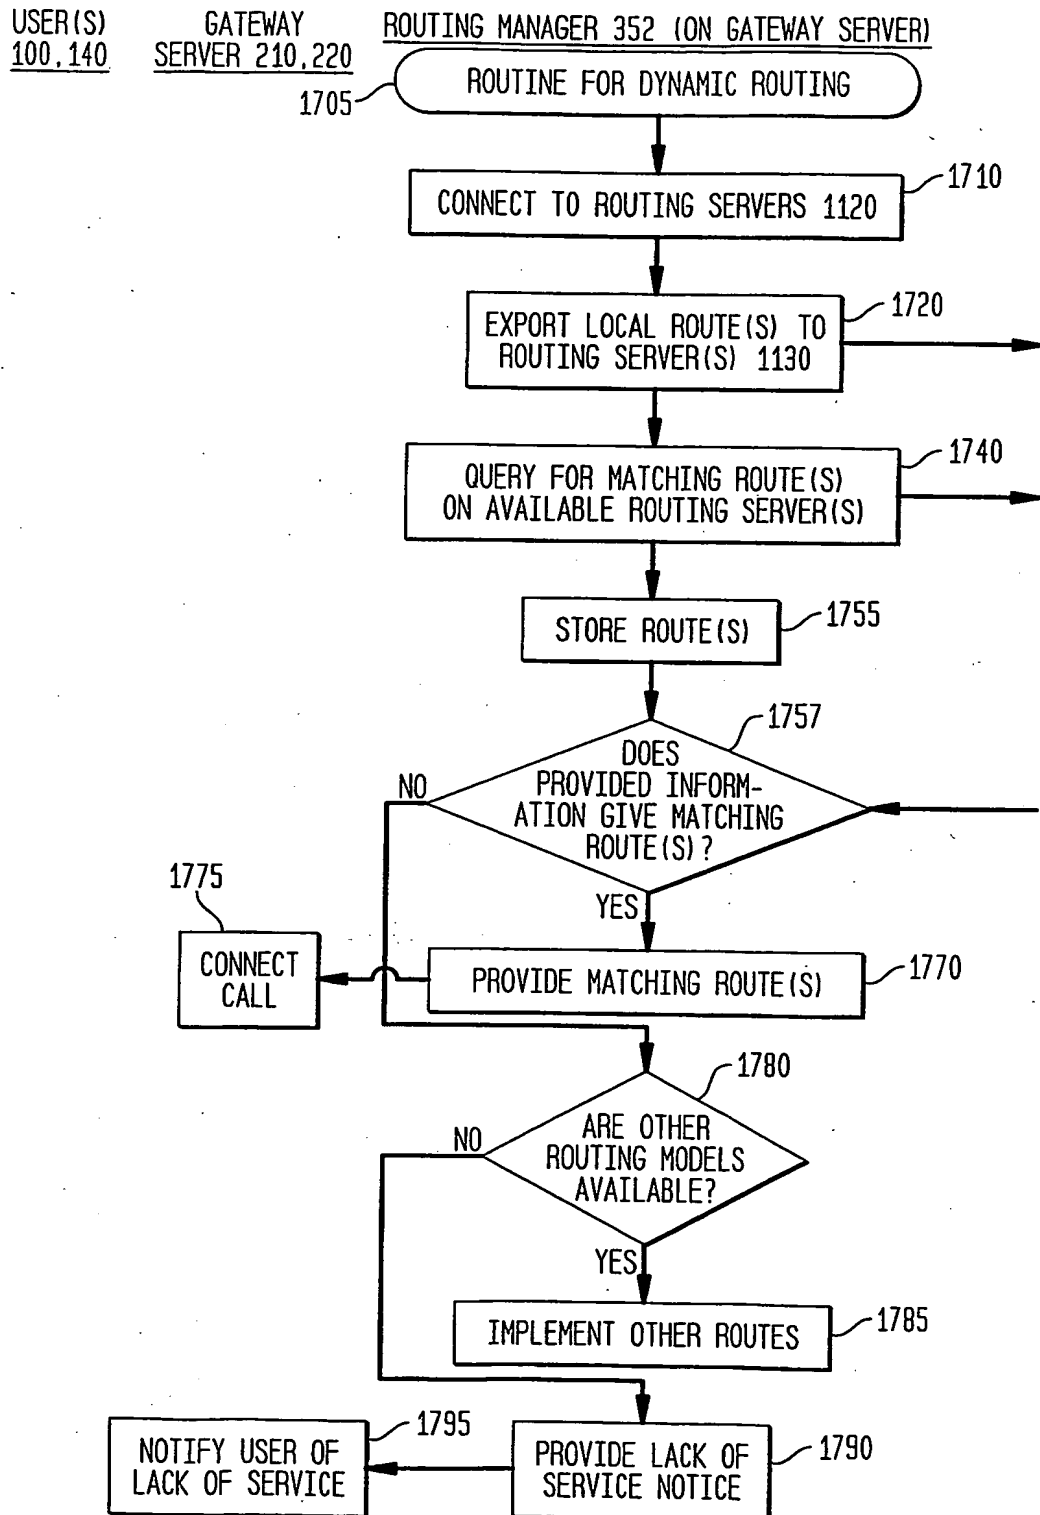 USER(S)
100,140
GATEWAY
SERVER 210,220
ROUTING MANAGER 352 (ON GATEWAY SERVER)
ROUTINE FOR DYNAMIC ROUTING
1705
1710
CONNECT TO ROUTING SERVERS 1120
1720
EXPORT LOCAL ROUTE(S) TO
ROUTING SERVER(S) 1130
1740
QUERY FOR MATCHING ROUTE(S)
ON AVAILABLE ROUTING SERVER(S)
1755
STORE ROUTE(S)
1757
DOES
PROVIDED INFORM-
ATION GIVE MATCHING
ROUTE(S)?
NO
YES
1775
CONNECT
CALL
PROVIDE MATCHING ROUTE(S)
1770
1780
ARE OTHER
ROUTING MODELS
AVAILABLE?
NO
YES
IMPLEMENT OTHER ROUTES
1785
1795
NOTIFY USER OF
LACK OF SERVICE
PROVIDE LACK OF
SERVICE NOTICE
1790